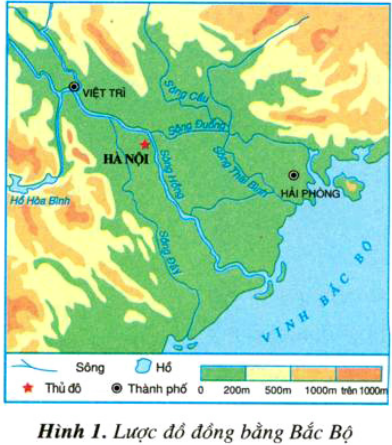 VIỆT TRÌ
Sông Cầu
Sông Đuống
HÀ NỘI
Sông Hồng
Sông Thái Bình
HẢI PHÒNG
Hồ Hòa Bình
Sông Đáy
VỊNH BẮC BỘ
Sông
Hồ
Thủ đô
Thành phố
0 200m 500m 1000m trên 1000m
Hình 1. Lược đồ đồng bằng Bắc Bộ